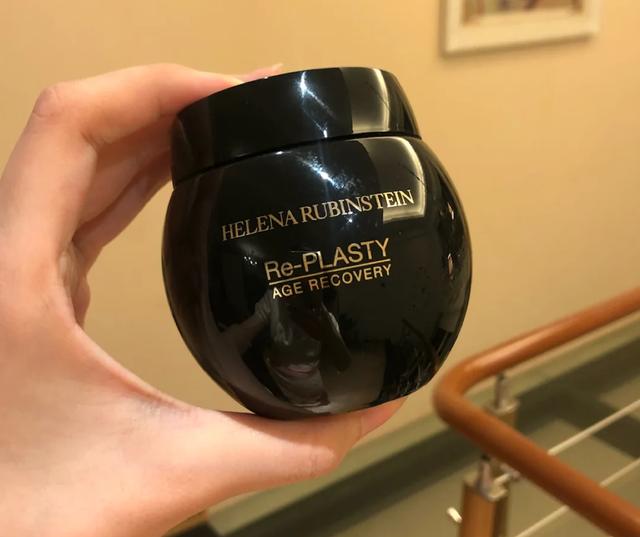 HELENA RUBINSTEIN
Re-PLASTY
AGE RECOVERY